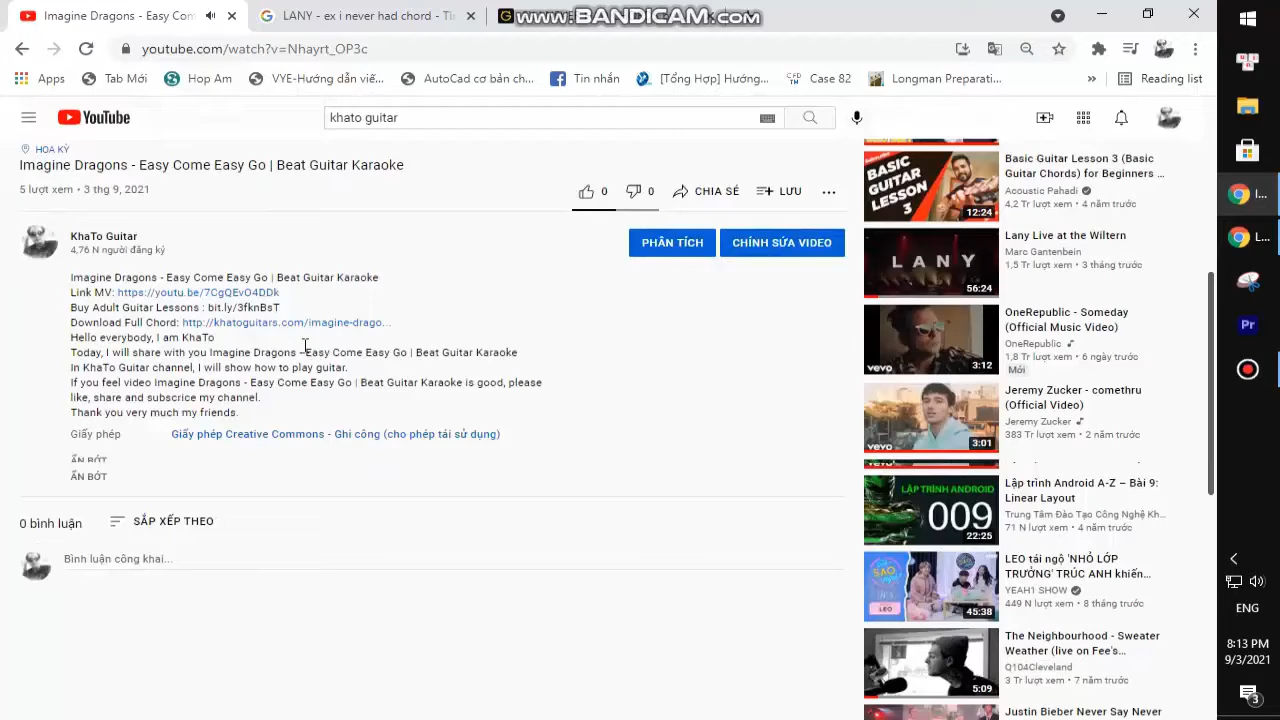 Imagine Dragons - Easy Com
LANY - ex i never had chord - Th
www.BANDICAM.com
youtube.com/watch?v=Nhayrt_OP3c
Apps
Tab Mới
Hop Am
VYE-Hướng dẫn viế...
AutoCad cơ bản ch...
Tin nhắn
[Tổng Hợp] Hướng...
Case 82
Longman Preparati...
»
Reading list
YouTube
khato guitar
HOA KỲ
Imagine Dragons - Easy Come Easy Go | Beat Guitar Karaoke
5 lượt xem • 3 thg 9, 2021
0
0
CHIA SẺ
LƯU
KhaTo Guitar
4,76 N người đăng ký
PHÂN TÍCH
CHỈNH SỬA VIDEO
Imagine Dragons - Easy Come Easy Go | Beat Guitar Karaoke
Link MV: https://youtu.be/7CgQEvO4DDk
Buy Adult Guitar Lessons : bit.ly/3fknBsT
Download Full Chord: http://khatoguitars.com/imagine-drago...
Hello everybody, I am KhaTo
Today, I will share with you Imagine Dragons - Easy Come Easy Go | Beat Guitar Karaoke
In KhaTo Guitar channel, I will show how to play guitar.
If you feel video Imagine Dragons - Easy Come Easy Go | Beat Guitar Karaoke is good, please
like, share and subscrice my channel.
Thank you very much my friends.
Giấy phép
Giấy phép Creative Commons - Ghi công (cho phép tái sử dụng)
ẨN BỚT
ẨN BỚT
0 bình luận
SẮP XẾP THEO
Bình luận công khai...
BASIC
GUITAR
LESSON
3
12:24
Basic Guitar Lesson 3 (Basic
Guitar Chords) for Beginners ...
Acoustic Pahadi
4,2 Tr lượt xem • 4 năm trước
LANY
56:24
Lany Live at the Wiltern
Marc Gantenbein
1,5 Tr lượt xem • 3 tháng trước
vevo
3:12
OneRepublic - Someday
(Official Music Video)
OneRepublic
1,8 Tr lượt xem • 6 ngày trước
Mới
vevo
3:01
Jeremy Zucker - comethru
(Official Video)
Jeremy Zucker
383 Tr lượt xem • 2 năm trước
LẬP TRÌNH ANDROID
009
22:25
Lập trình Android A-Z – Bài 9:
Linear Layout
Trung Tâm Đào Tạo Công Nghệ Kh...
71 N lượt xem • 4 năm trước
SAO
LEO
45:38
LEO tái ngộ 'NHỎ LỚP
TRƯỞNG' TRÚC ANH khiến...
YEAH1 SHOW
449 N lượt xem • 8 tháng trước
5:09
The Neighbourhood - Sweater
Weather (live on Fee's...
Q104Cleveland
3 Tr lượt xem • 7 năm trước
Justin Bieber Never Say Never
I...
L...
Pr
ENG
8:13 PM
9/3/2021
3